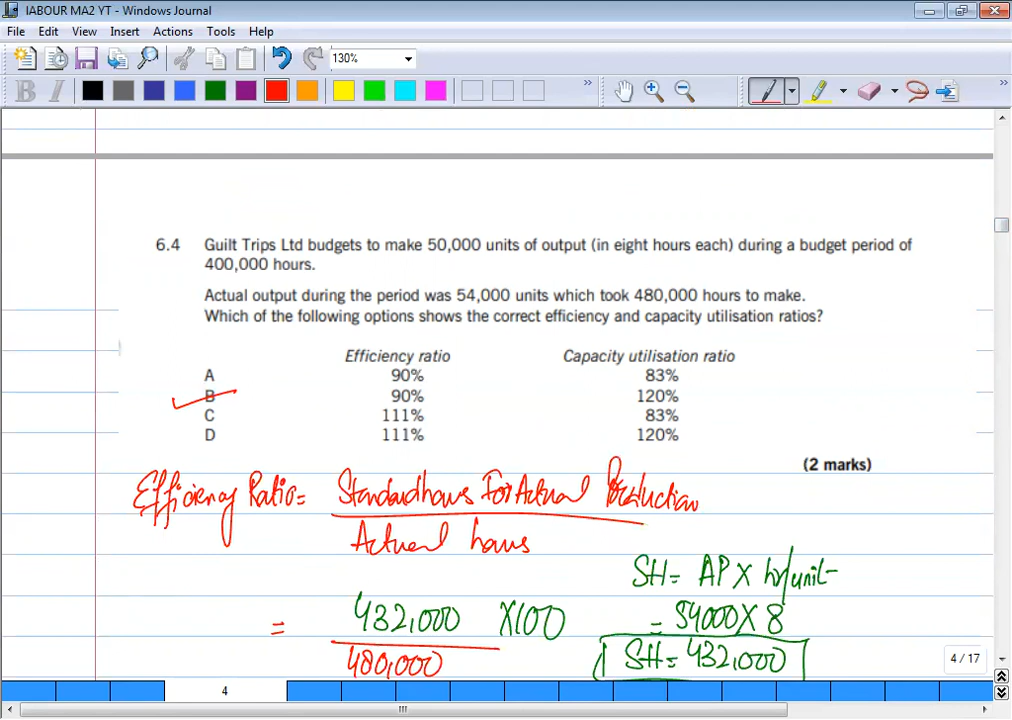 IABOUR MA2 YT - Windows Journal
File Edit View Insert Actions Tools Help
130%
B I
6.4 Guilt Trips Ltd budgets to make 50,000 units of output (in eight hours each) during a budget period of
400,000 hours.
Actual output during the period was 54,000 units which took 480,000 hours to make.
Which of the following options shows the correct efficiency and capacity utilisation ratios?
Efficiency ratio Capacity utilisation ratio
A 90% 83%
B 90% 120%
C 111% 83%
D 111% 120%
(2 marks)
Efficiency Ratio= Standard hours For Actual Production
Actual hours
SH= AP X hr/unit
= 432,000 X100 = 54000 X 8
480,000 SH= 432,000
4 / 17
4